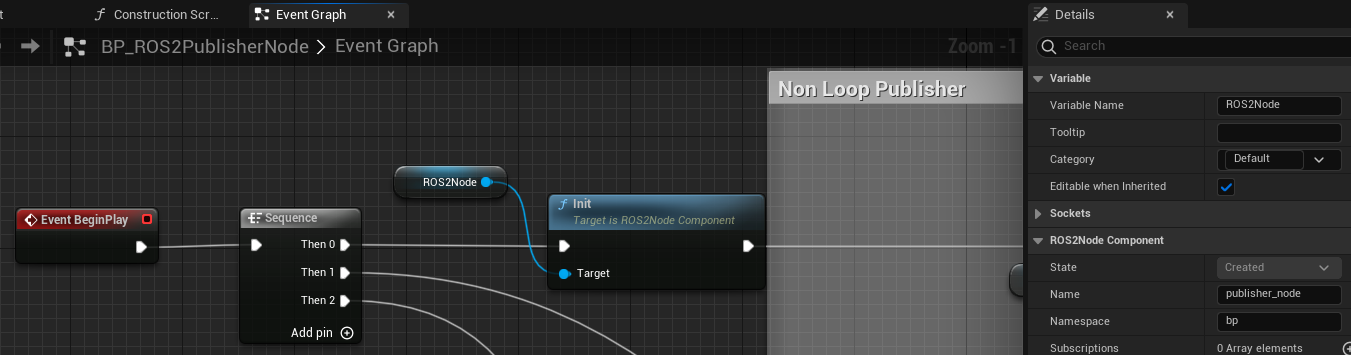 t
Construction Scr...
Event Graph
Details
BP_ROS2PublisherNode > Event Graph
Zoom -1
Search
Non Loop Publisher
ROS2Node
Init
Target is ROS2Node Component
Target
Event BeginPlay
Sequence
Then 0
Then 1
Then 2
Add pin
Variable
Variable Name ROS2Node
Tooltip
Category Default
Editable when Inherited
Sockets
ROS2Node Component
State Created
Name publisher_node
Namespace bp
Subscriptions 0 Array elements